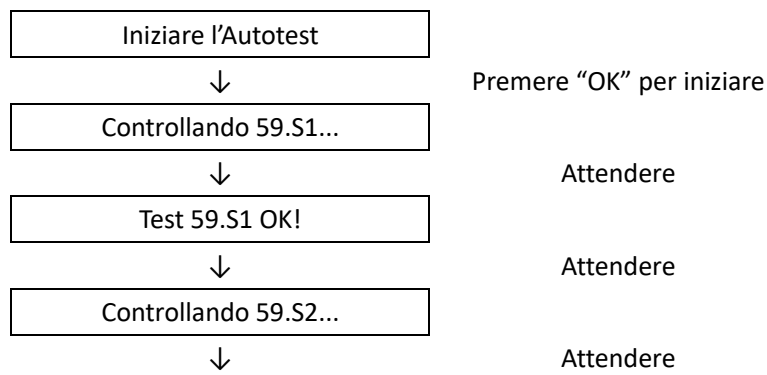 Iniziare l’Autotest
↓
Premere “OK” per iniziare
Controllando 59.S1...
↓
Attendere
Test 59.S1 OK!
↓
Attendere
Controllando 59.S2...
↓
Attendere